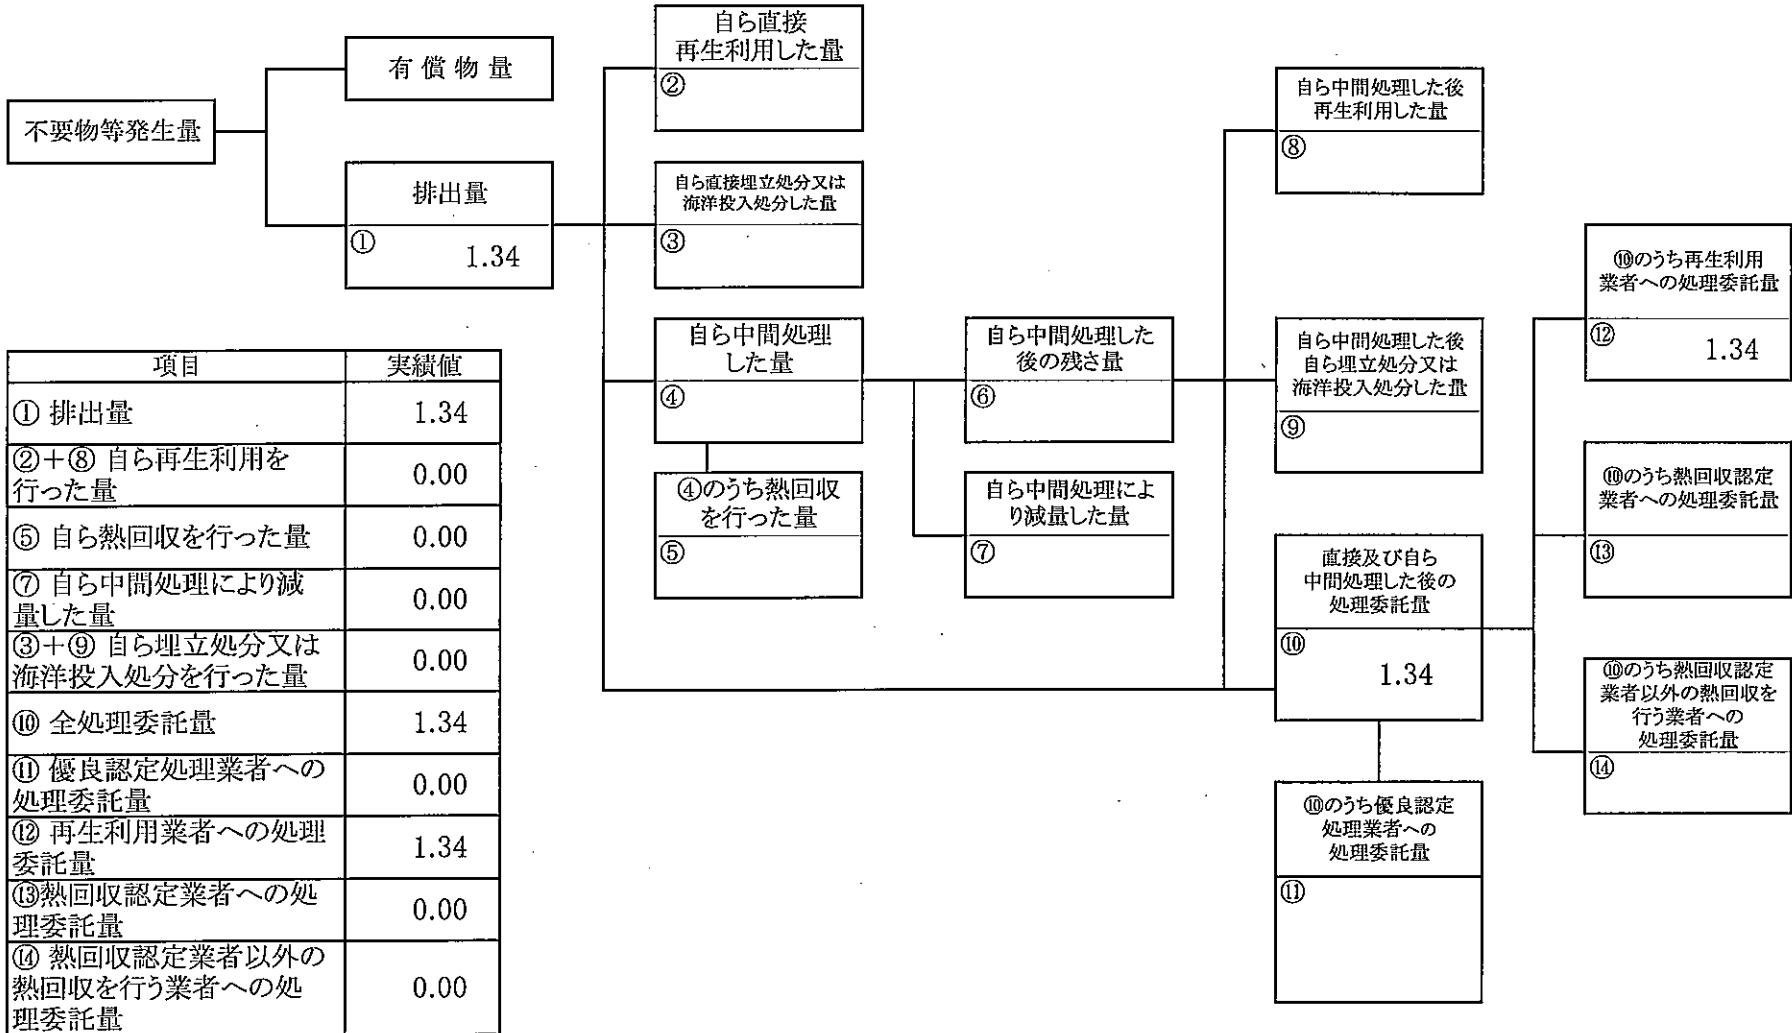 不要物等発生量
有償物量
排出量
①
1.34
自ら直接
再生利用した量
②
自ら直接埋立処分又は
海洋投入処分した量
③
自ら中間処理
した量
④
④のうち熱回収
を行った量
⑤
自ら中間処理した
後の残さ量
⑥
自ら中間処理によ
り減量した量
⑦
自ら中間処理した後
再生利用した量
⑧
自ら中間処理した後
自ら埋立処分又は
海洋投入処分した量
⑨
直接及び自ら
中間処理した後の
処理委託量
⑩
1.34
⑩のうち優良認定
処理業者への
処理委託量
⑪
⑩のうち再生利用
業者への処理委託量
⑫
1.34
⑩のうち熱回収認定
業者への処理委託量
⑬
⑩のうち熱回収認定
業者以外の熱回収を
行う業者への
処理委託量
⑭
項目 実績値
① 排出量 1.34
②+⑧ 自ら再生利用を
行った量 0.00
⑤ 自ら熱回収を行った量 0.00
⑦ 自ら中間処理により減
量した量 0.00
③+⑨ 自ら埋立処分又は
海洋投入処分を行った量 0.00
⑩ 全処理委託量 1.34
⑪ 優良認定処理業者への
処理委託量 0.00
⑫ 再生利用業者への処理
委託量 1.34
⑬熱回収認定業者への処
理委託量 0.00
⑭ 熱回収認定業者以外の
熱回収を行う業者への処
理委託量 0.00